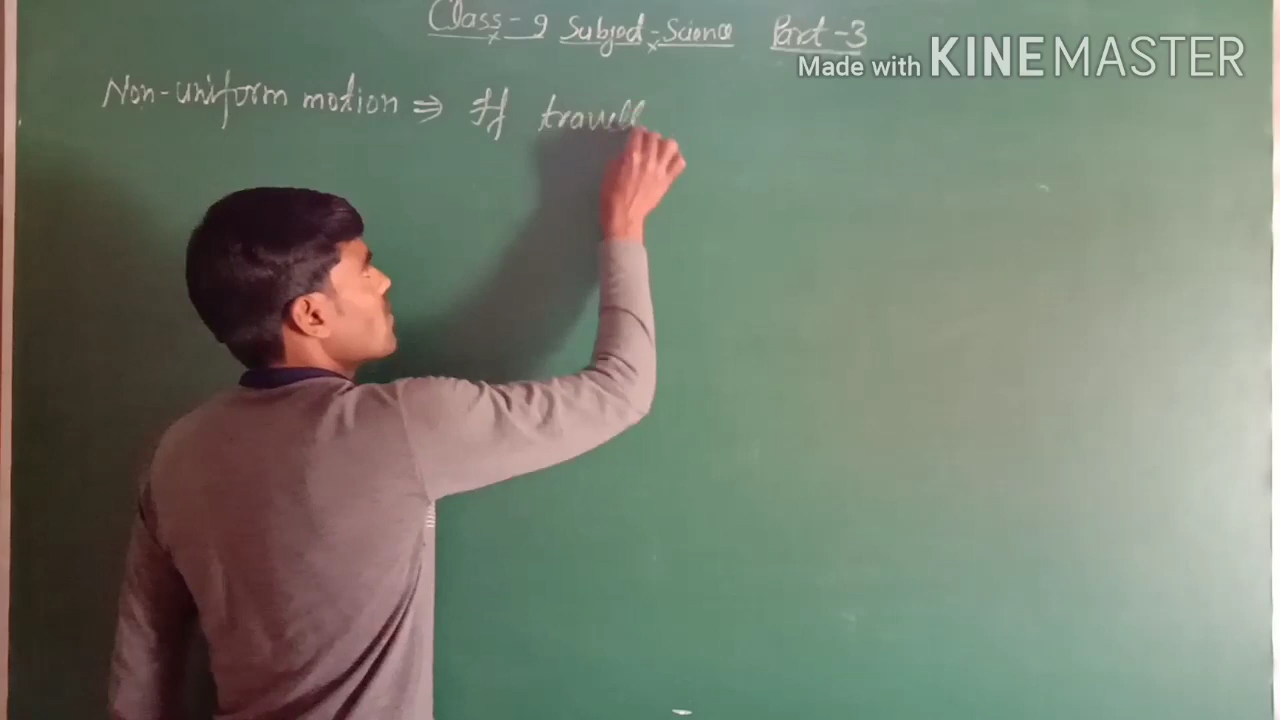 Class-9 Subject-Science Part-3
Made with KINEMASTER
Non-uniform motion ⇒ If travell